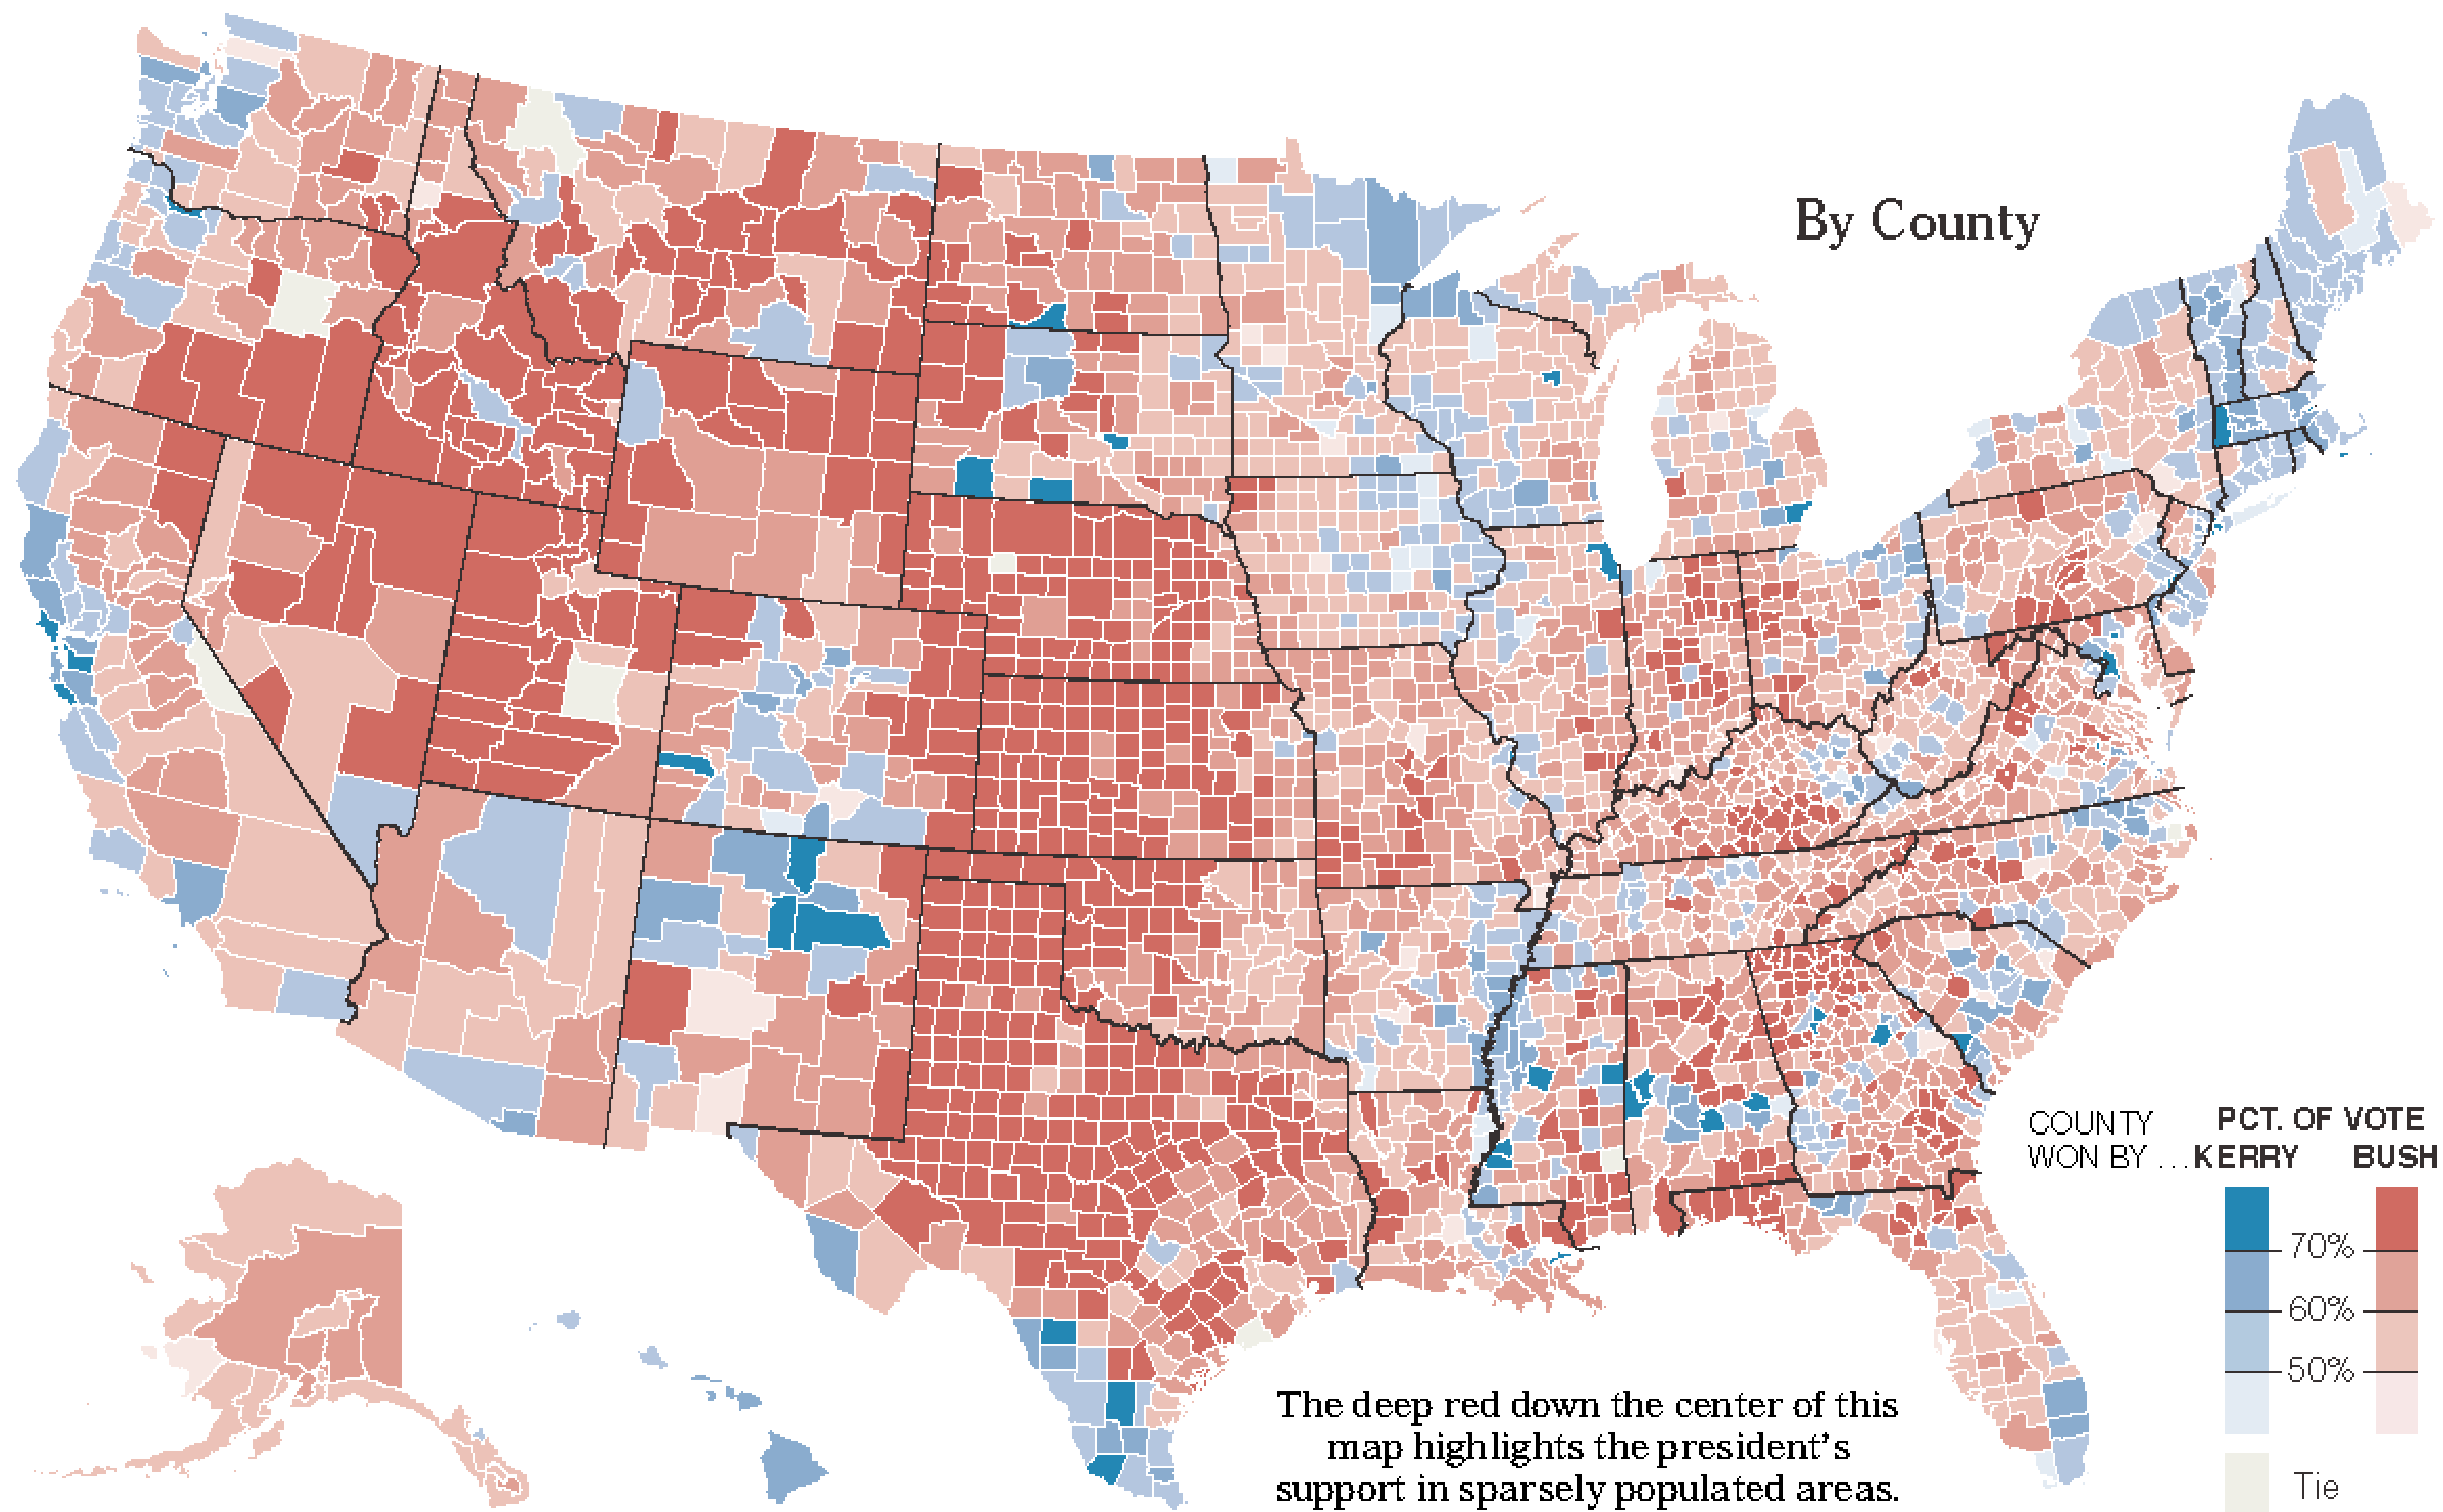 By County
COUNTY PCT. OF VOTE
WON BY ... KERRY BUSH
70%
60%
50%
Tie
The deep red down the center of this
map highlights the president's
support in sparsely populated areas.